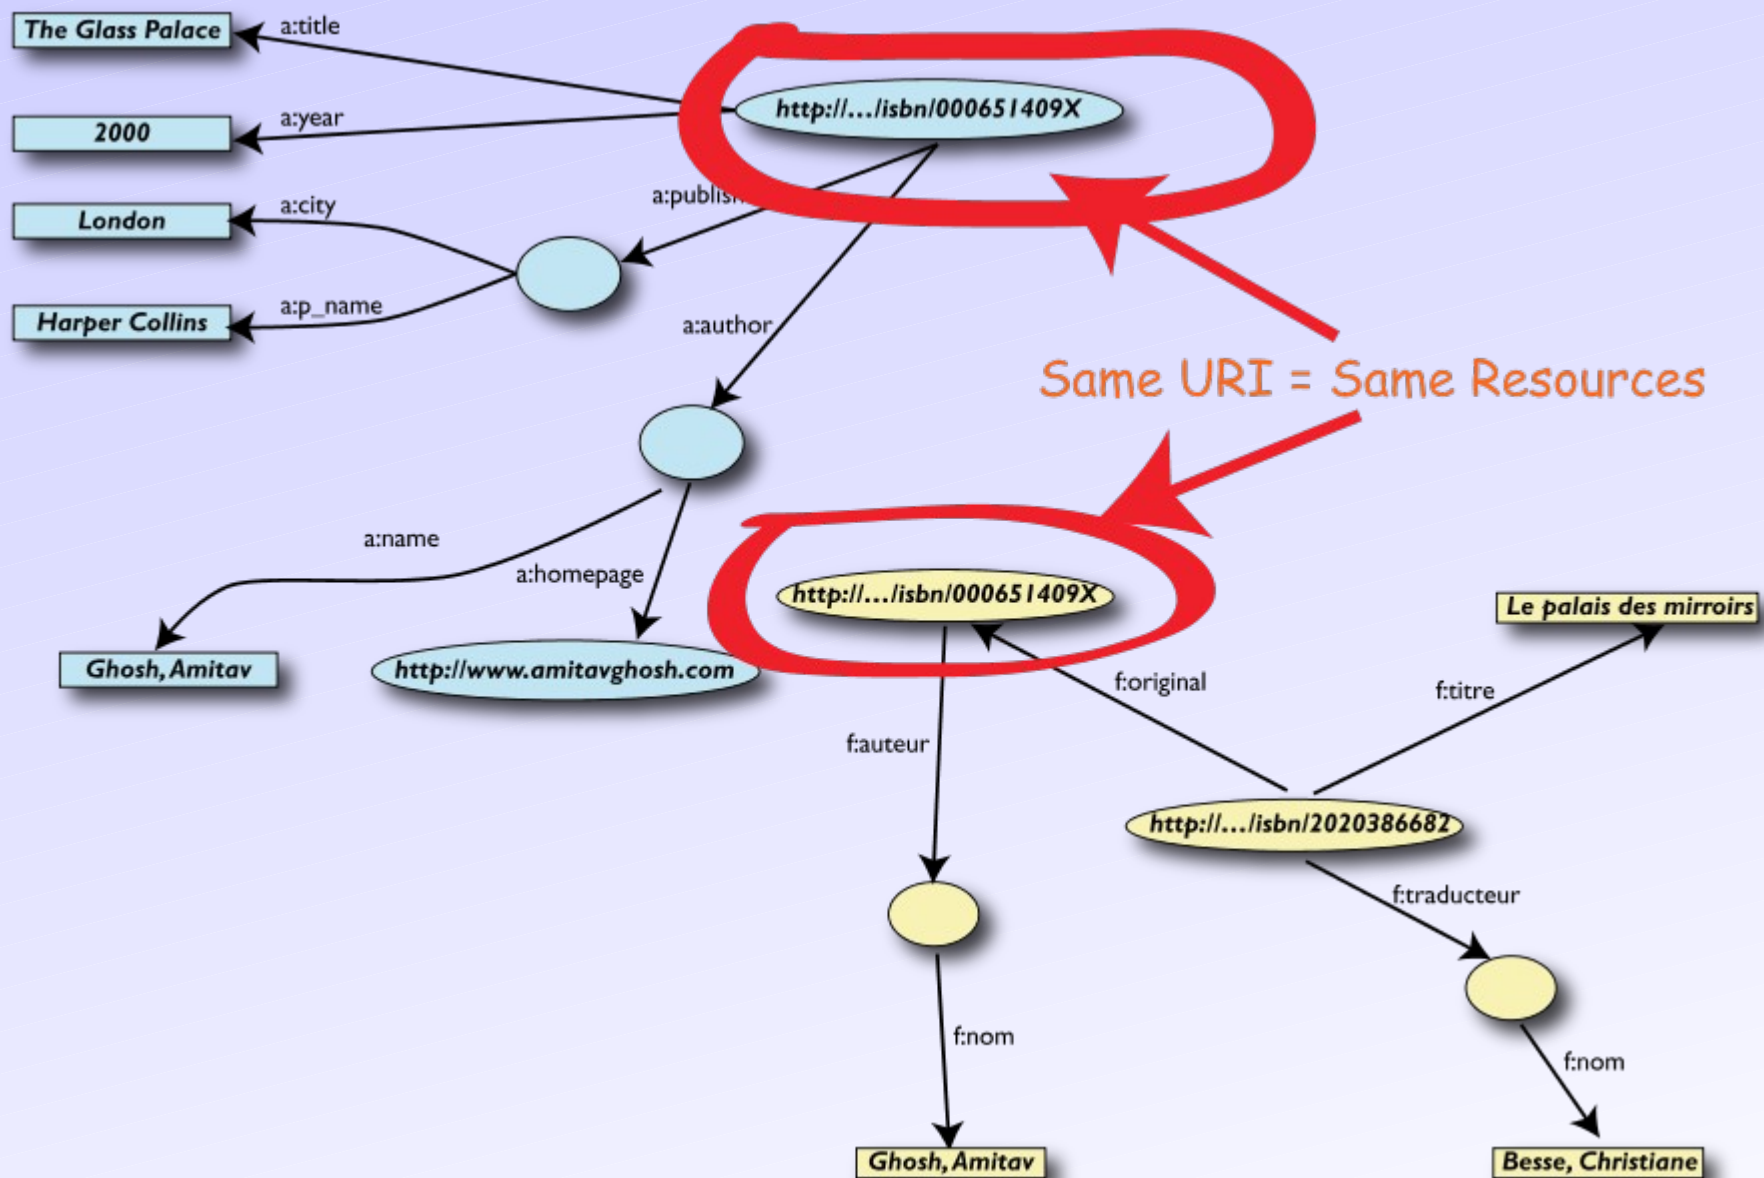 The Glass Palace
a:title
http://.../isbn/000651409X
2000
a:year
London
a:city
Harper Collins
a:p_name
a:author
Same URI = Same Resources
a:name
a:homepage
Ghosh, Amitav
http://www.amitavghosh.com
http://.../isbn/000651409X
Le palais des mirroirs
f:original
f:titre
f:auteur
http://.../isbn/2020386682
f:traducteur
f:nom
f:nom
Ghosh, Amitav
Besse, Christiane